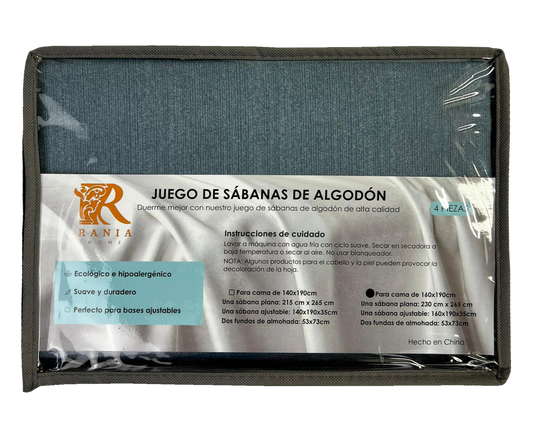 JUEGO DE SÁBANAS DE ALGODÓN
Duerme mejor con nuestro juego de sábanas de algodón de alta calidad
4 PIEZAS
R
RANIA
HOME
Instrucciones de cuidado
Lavar a máquina con agua fría con ciclo suave. Secar en secadora a
baja temperatura o secar al aire. No usar blanqueador.
NOTA: Algunos productos para el cabello y la piel pueden provocar la
decoloración de la hoja.
Ecológico e hipoalergénico
Suave y duradero
Perfecto para bases ajustables
Para cama de 140x190cm
Una sábana plana: 215 cm x 265 cm
Una sábana ajustable: 140x190x35cm
Dos fundas de almohada: 53x73cm
Para cama de 160x190cm
Una sábana plana: 230 cm x 265 cm
Una sábana ajustable: 160x190x35cm
Dos fundas de almohada: 53x73cm
Hecho en China